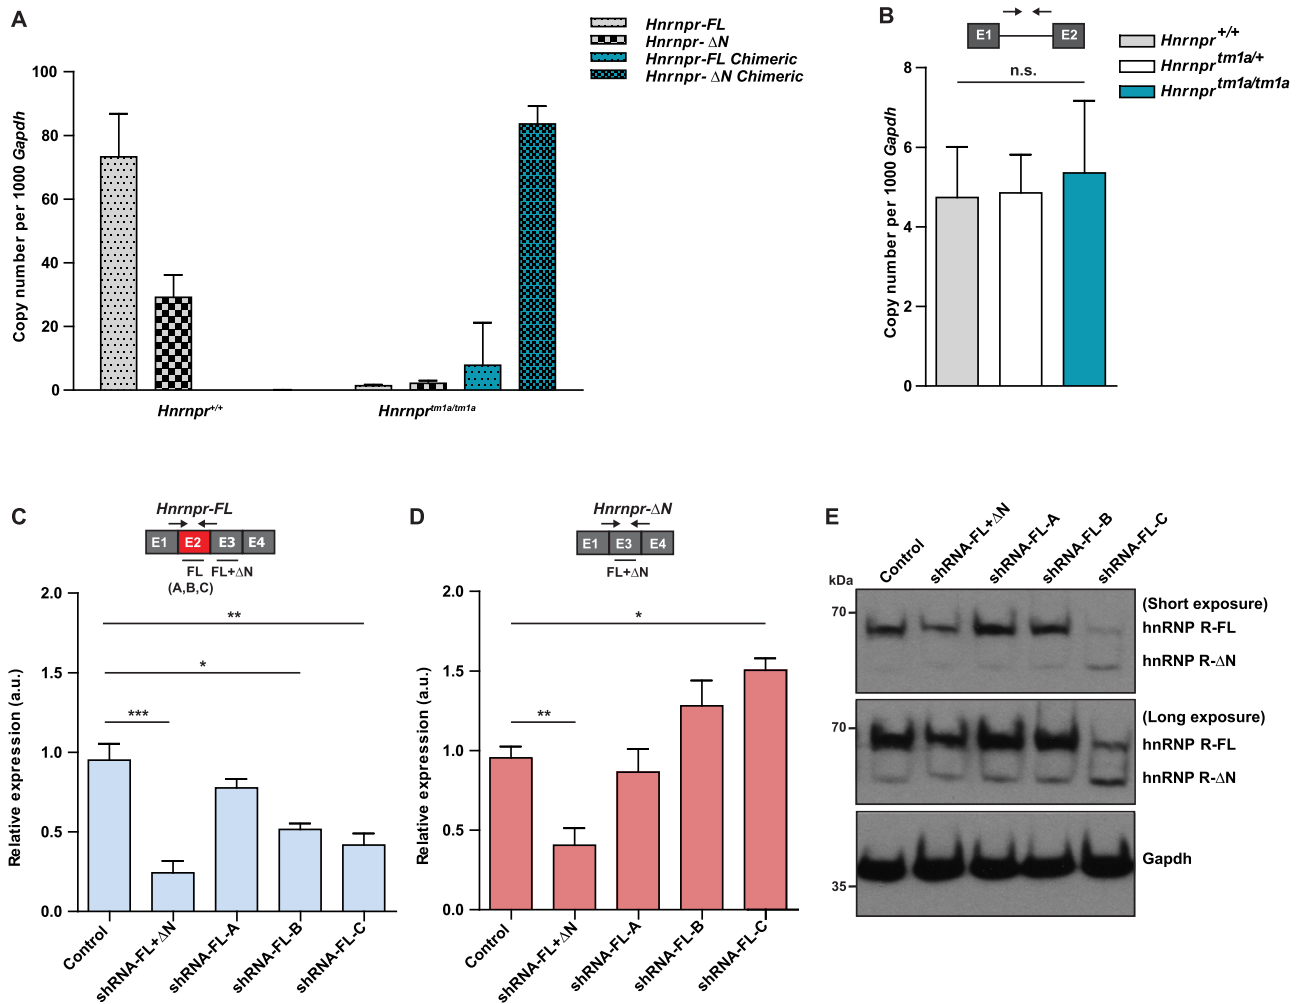 A
Hnrnpr-FL
Hnrnpr- ΔN
Hnrnpr-FL Chimeric
Hnrnpr- ΔN Chimeric
Copy number per 1000 Gapdh
100
80
60
40
20
0
Hnrnpr+/+
Hnrnprtm1a/tm1a
B
E1
E2
Hnrnpr+/+
Hnrnprtm1a/+
Hnrnprtm1a/tm1a
n.s.
Copy number per 1000 Gapdh
8
6
4
2
0
C
Hnrnpr-FL
E1 E2 E3 E4
FL FL+ΔN
(A,B,C)
Relative expression (a.u.)
2.0
1.5
1.0
0.5
0.0
**
*
***
Control
shRNA-FL+ΔN
shRNA-FL-A
shRNA-FL-B
shRNA-FL-C
D
Hnrnpr-ΔN
E1 E3 E4
FL+ΔN
Relative expression (a.u.)
2.0
1.5
1.0
0.5
0.0
*
**
Control
shRNA-FL+ΔN
shRNA-FL-A
shRNA-FL-B
shRNA-FL-C
E
Control
shRNA-FL+ΔN
shRNA-FL-A
shRNA-FL-B
shRNA-FL-C
kDa
70
(Short exposure)
hnRNP R-FL
hnRNP R-ΔN
70
(Long exposure)
hnRNP R-FL
hnRNP R-ΔN
Gapdh
35